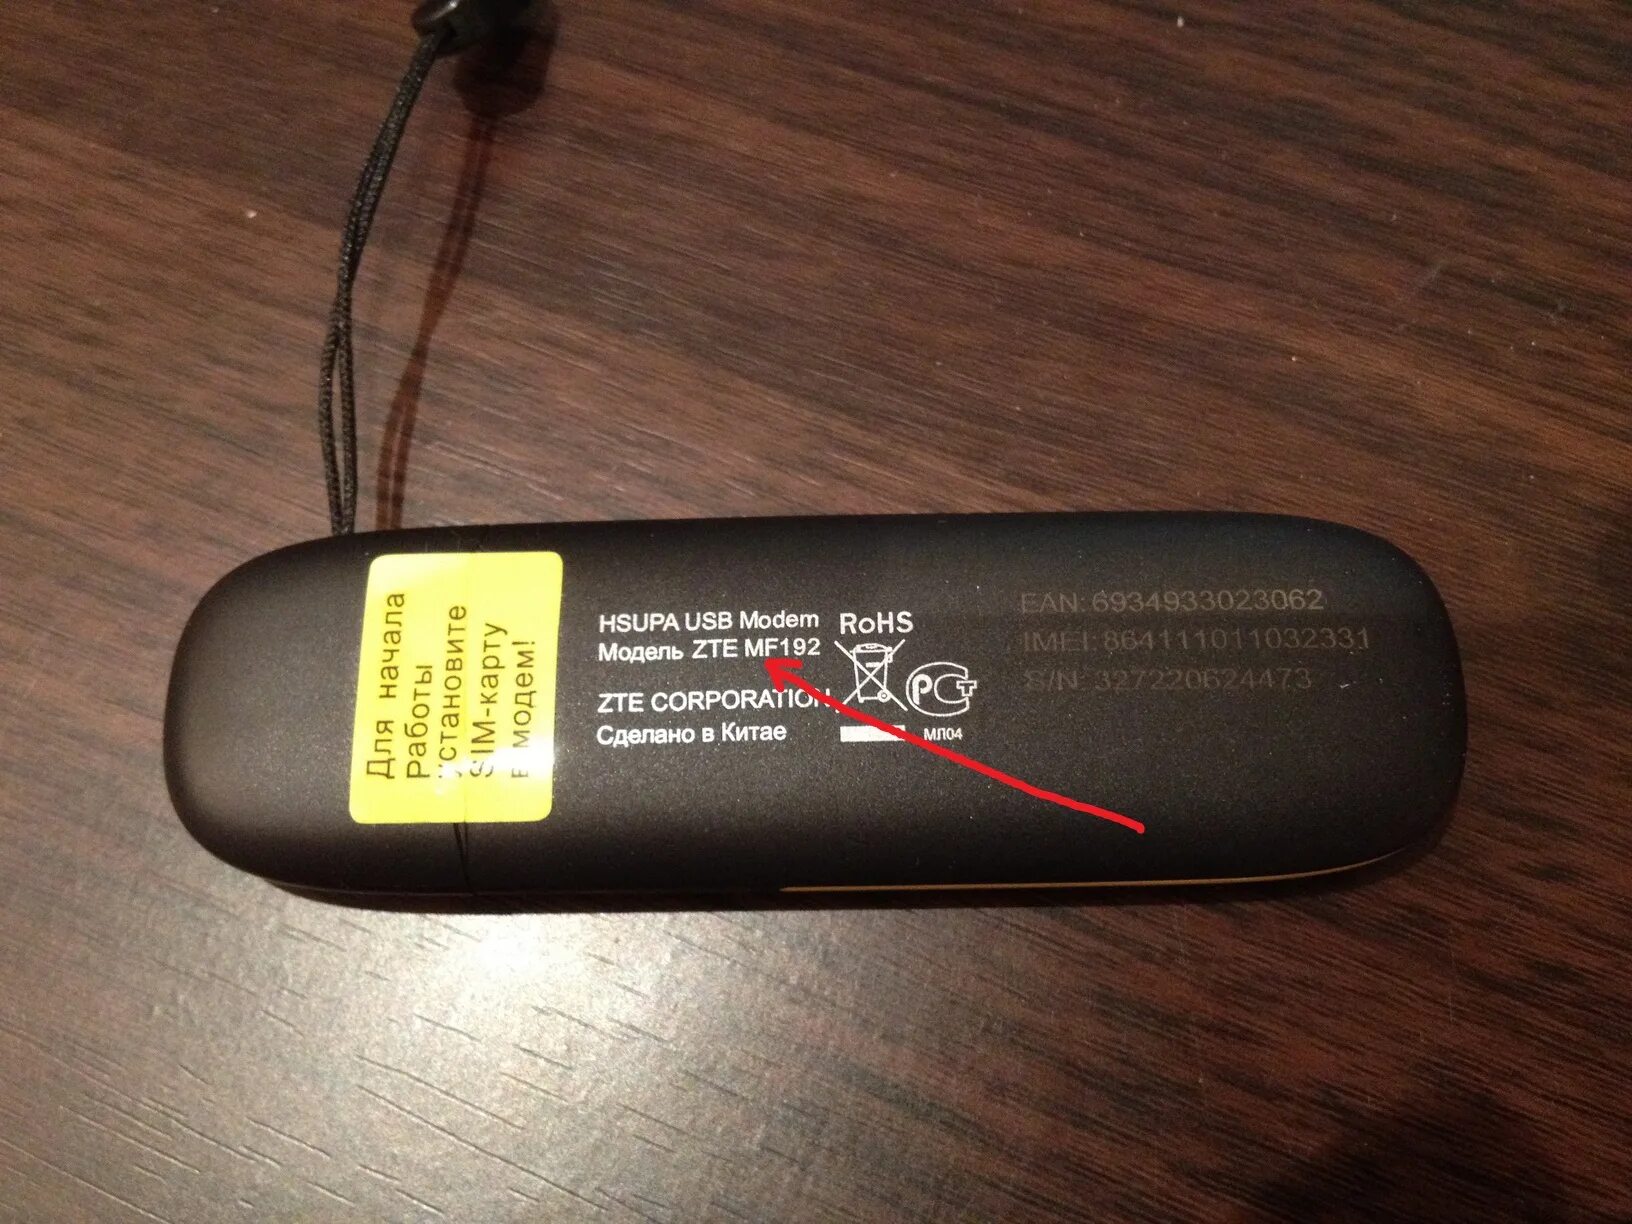 Для начала
Работы
установите
SIM-карту
в модем!
HSUPA USB Modem
Модель ZTE MF192
ZTE CORPORATION
Сделано в Китае
RoHS
РСТ
МЛ04
EAN: 6934933023062
IMEI: 864111011032331
S/N 327220624473